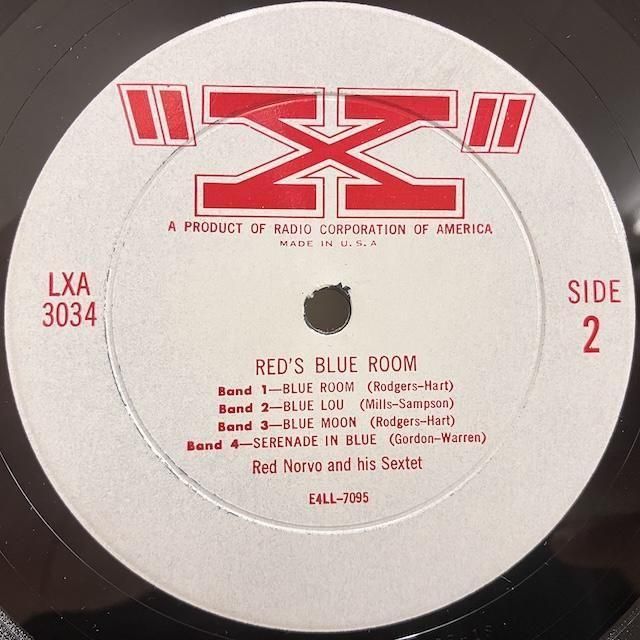 "X"
A PRODUCT OF RADIO CORPORATION OF AMERICA
MADE IN U.S.A
LXA
3034
SIDE
2
RED'S BLUE ROOM
Band 1—BLUE ROOM (Rodgers-Hart)
Band 2—BLUE LOU (Mills-Sampson)
Band 3—BLUE MOON (Rodgers-Hart)
Band 4—SERENADE IN BLUE (Gordon-Warren)
Red Norvo and his Sextet
E4LL-7095